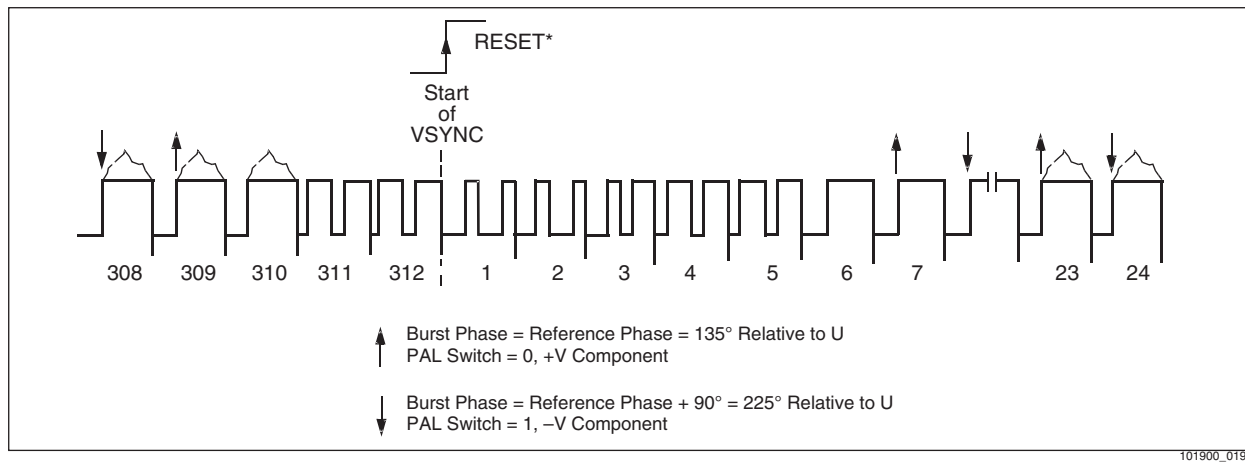 RESET*
Start
of
VSYNC
308 309 310 311 312 1 2 3 4 5 6 7 23 24
Burst Phase = Reference Phase = 135° Relative to U
PAL Switch = 0, +V Component
Burst Phase = Reference Phase + 90° = 225° Relative to U
PAL Switch = 1, –V Component
101900_019